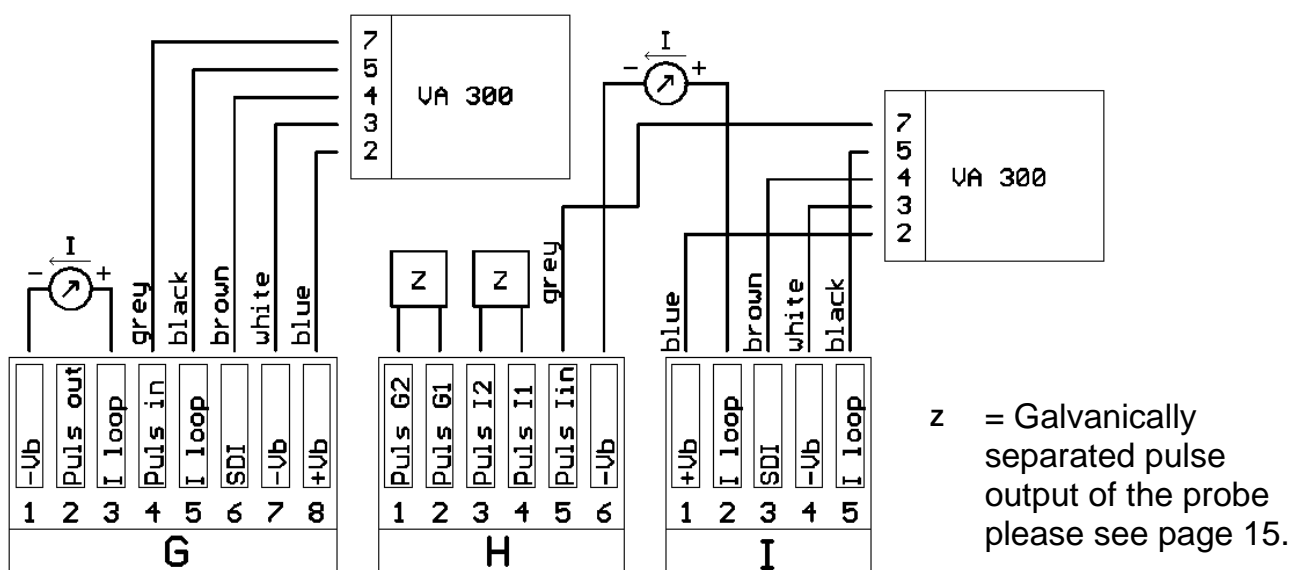 7
5
4
3
2
VA 300
I
- +
7
5
4
3
2
VA 300
I
- +
grey
black
brown
white
blue
z
z
grey
blue
brown
white
black
-Vb
Puls out
I loop
Puls in
I loop
SDI
-Vb
+Vb
1 2 3 4 5 6 7 8
G
Puls G2
Puls G1
Puls I2
Puls I1
Puls Iin
-Vb
1 2 3 4 5 6
H
+Vb
I loop
SDI
-Vb
I loop
1 2 3 4 5
I
z = Galvanically
separated pulse
output of the probe
please see page 15.